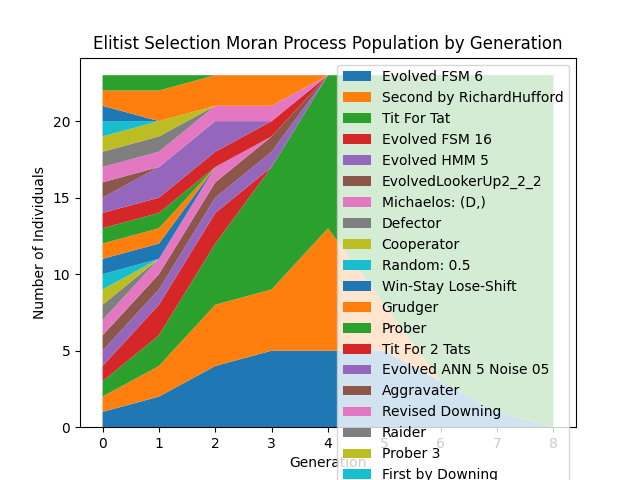 Elitist Selection Moran Process Population by Generation
Number of Individuals
20
15
10
5
0
0 1 2 3 4 5 6 7 8
Generation
Evolved FSM 6
Second by RichardHufford
Tit For Tat
Evolved FSM 16
Evolved HMM 5
EvolvedLookerUp2_2_2
Michaelos: (D,)
Defector
Cooperator
Random: 0.5
Win-Stay Lose-Shift
Grudger
Prober
Tit For 2 Tats
Evolved ANN 5 Noise 05
Aggravater
Revised Downing
Raider
Prober 3
First by Downing